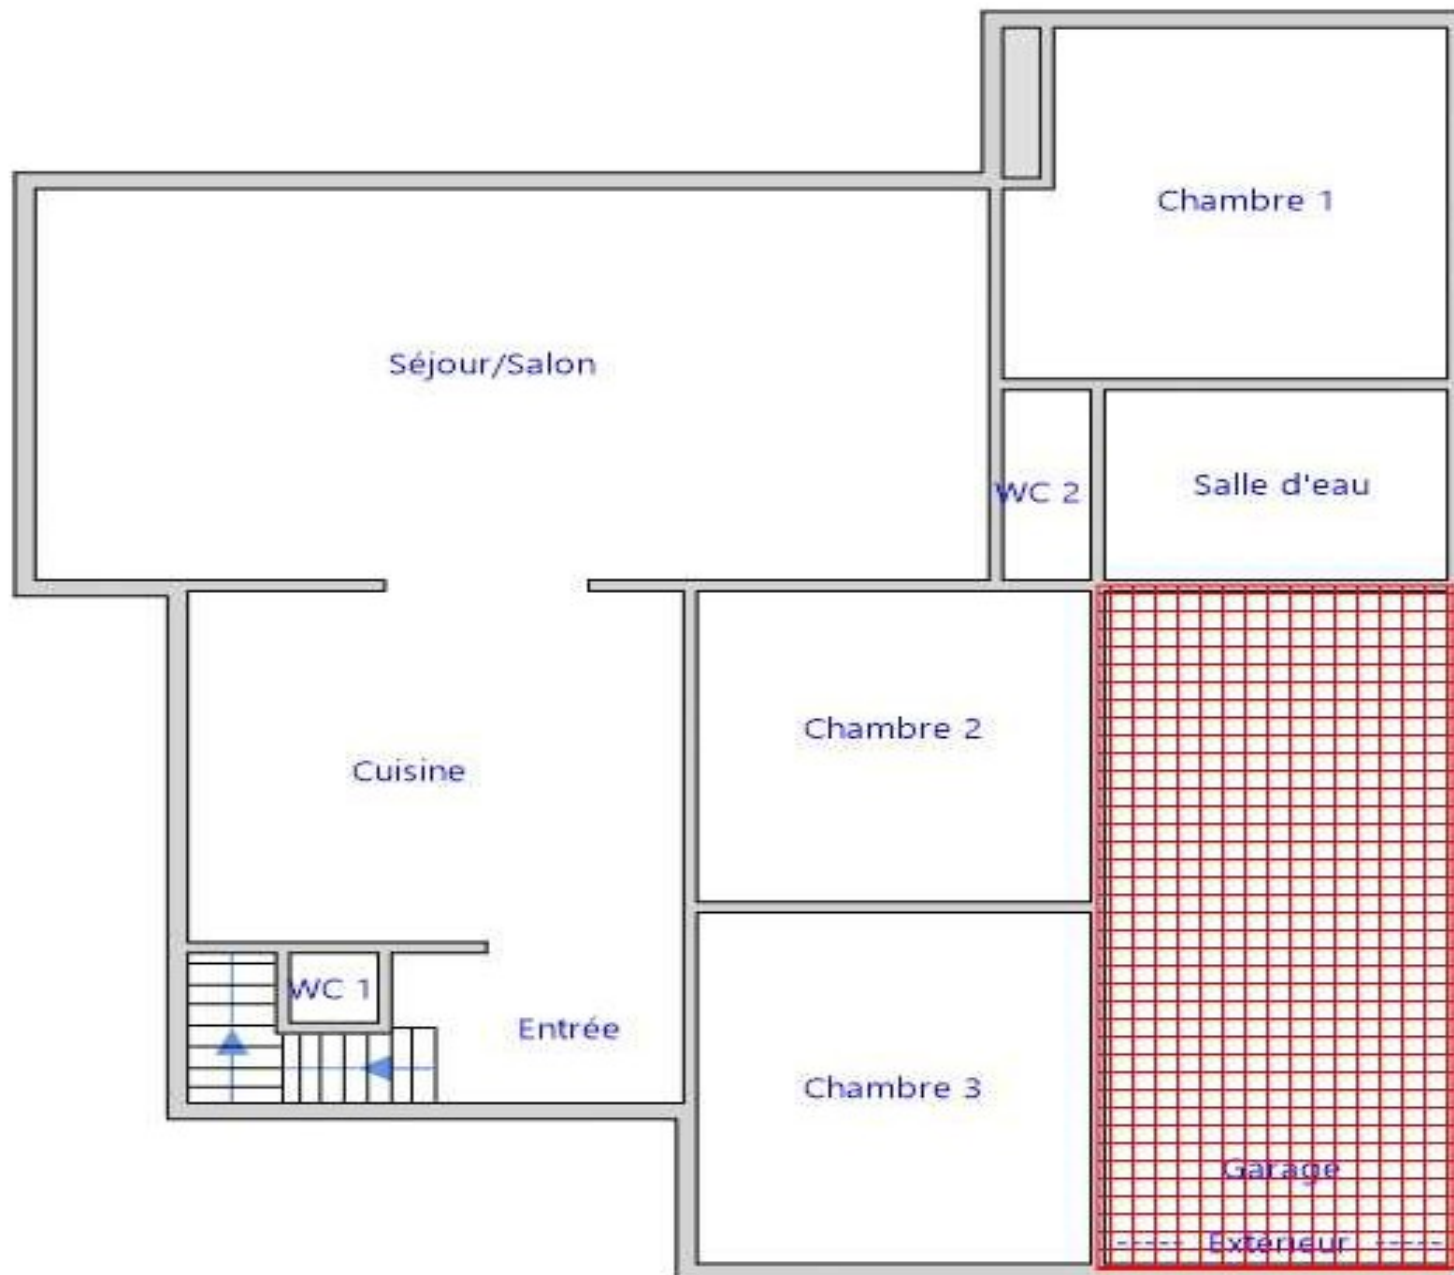 Chambre 1
Séjour/Salon
WC 2
Salle d'eau
Chambre 2
Cuisine
WC 1
Entrée
Chambre 3
Garage
Extérieur